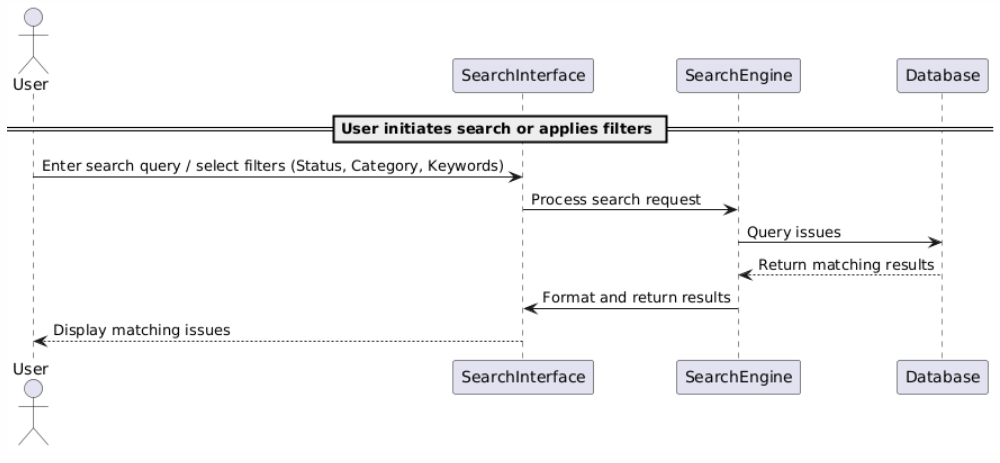 User
SearchInterface
SearchEngine
Database
User initiates search or applies filters
Enter search query / select filters (Status, Category, Keywords)
Process search request
Query issues
Return matching results
Format and return results
Display matching issues
User
SearchInterface
SearchEngine
Database